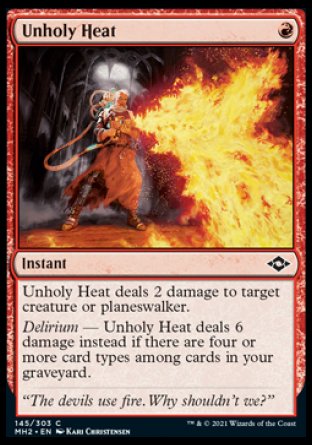 Unholy Heat
Instant
Unholy Heat deals 2 damage to target
creature or planeswalker.
Delirium — Unholy Heat deals 6
damage instead if there are four or
more card types among cards in your
graveyard.
"The devils use fire. Why shouldn't we?"
145/303 C
MH2 • EN Kari Christensen
™ & © 2021 Wizards of the Coast